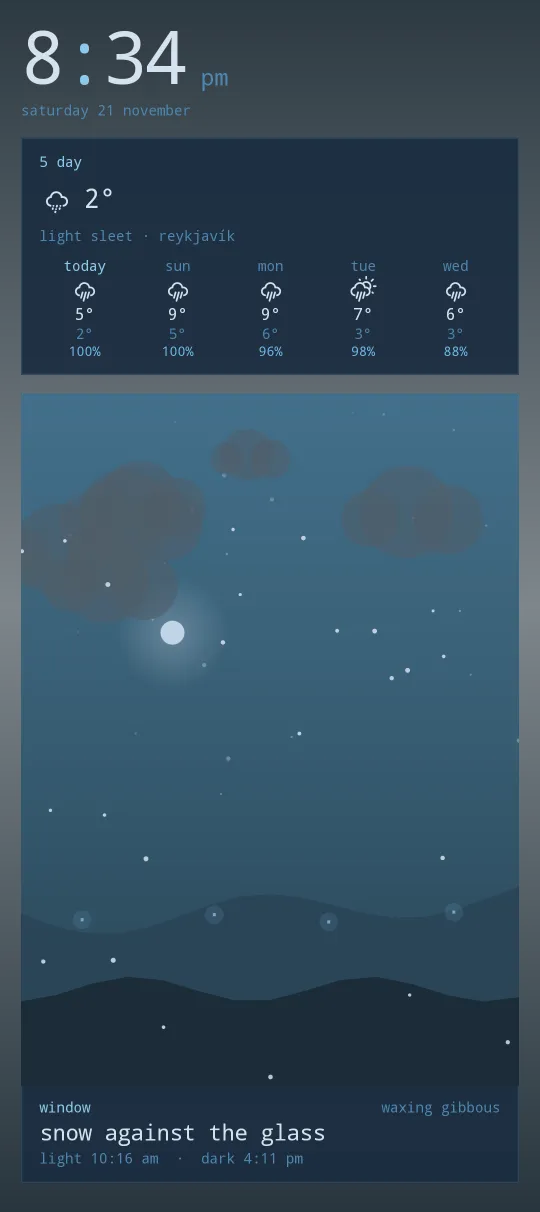 8:34 pm
saturday 21 november
5 day
2°
light sleet · reykjavík
today sun mon tue wed
5° 9° 9° 7° 6°
2° 5° 6° 3° 3°
100% 100% 96% 98% 88%
window waxing gibbous
snow against the glass
light 10:16 am · dark 4:11 pm